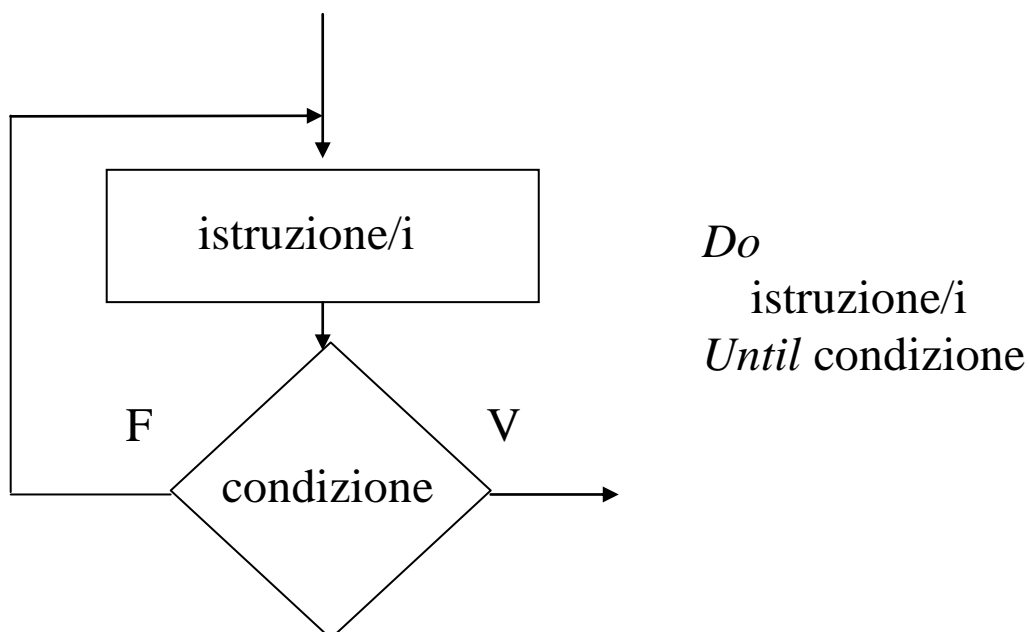 istruzione/i
F
V
condizione
Do
istruzione/i
Until condizione